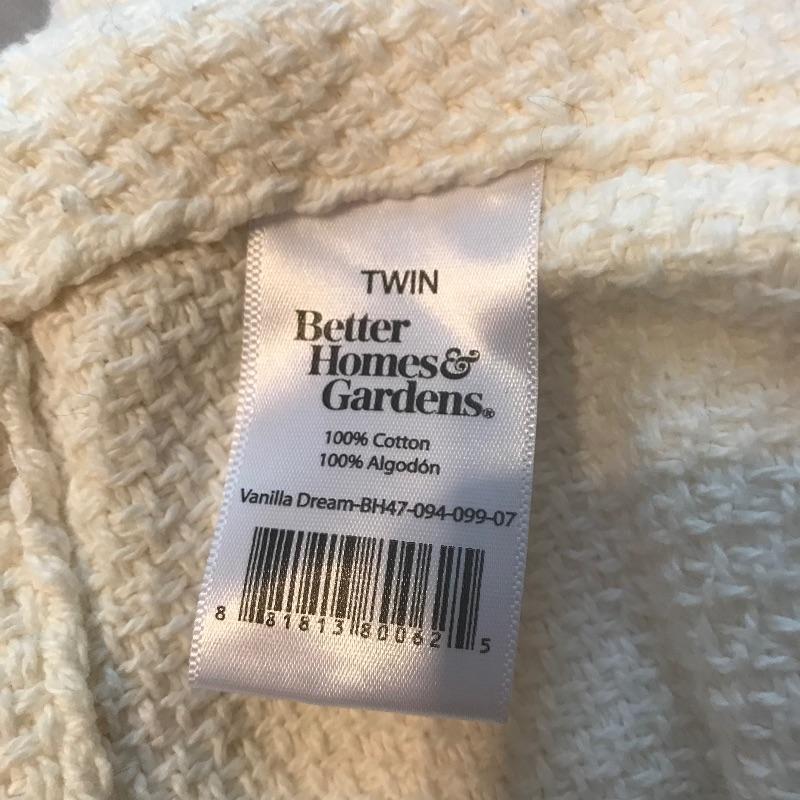 TWIN
Better
Homes&
Gardens®
100% Cotton
100% Algodón
Vanilla Dream-BH47-094-099-07
8 81813 80062 5